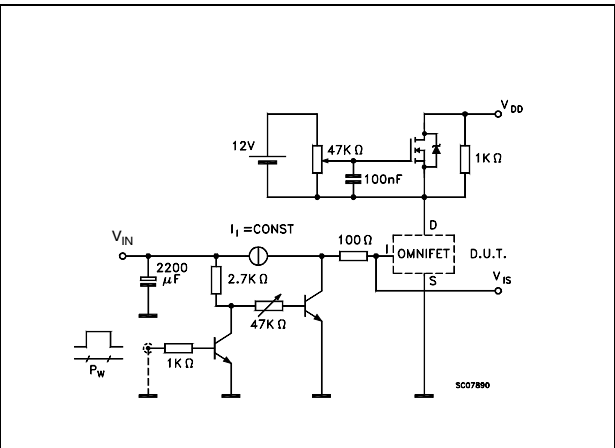 V_DD
12V
47KΩ
1KΩ
100nF
I_I =CONST
D
V_IN
100Ω
I
OMNIFET
D.U.T.
2200
μF
2.7KΩ
S
V_IS
47KΩ
1KΩ
P_W
SC07890